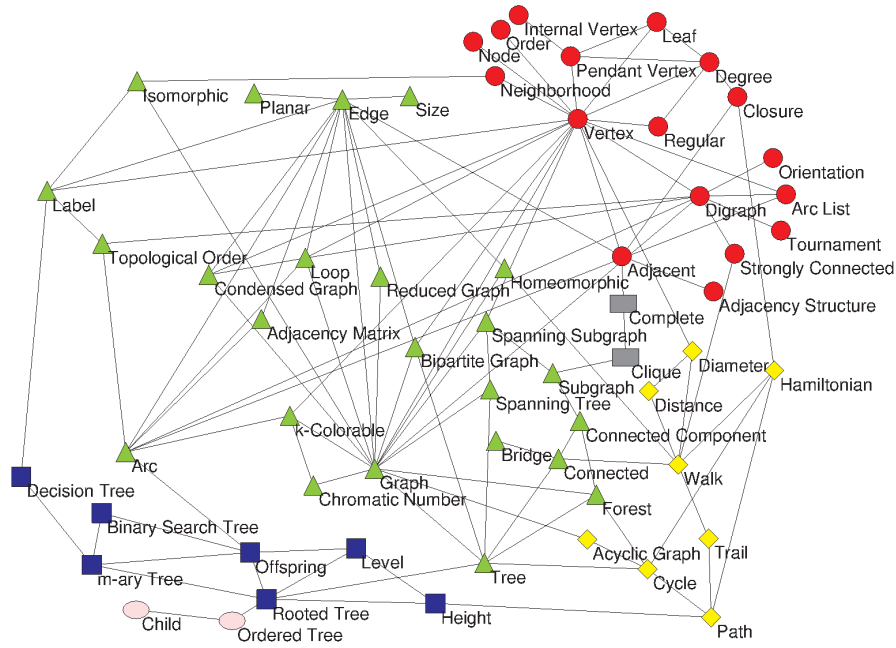 Internal Vertex
Leaf
Order
Node
Pendant Vertex
Degree
Isomorphic
Neighborhood
Planar
Edge
Size
Closure
Vertex
Regular
Orientation
Label
Digraph
Arc List
Tournament
Topological Order
Loop
Condensed Graph
Reduced Graph
Homeomorphic
Adjacent
Strongly Connected
Adjacency Structure
Complete
Adjacency Matrix
Spanning Subgraph
Bipartite Graph
Clique
Diameter
Subgraph
Hamiltonian
Spanning Tree
Distance
k-Colorable
Connected Component
Bridge
Arc
Graph
Connected
Walk
Decision Tree
Chromatic Number
Forest
Binary Search Tree
Acyclic Graph
Trail
Offspring
Level
m-ary Tree
Tree
Cycle
Rooted Tree
Height
Child
Ordered Tree
Path